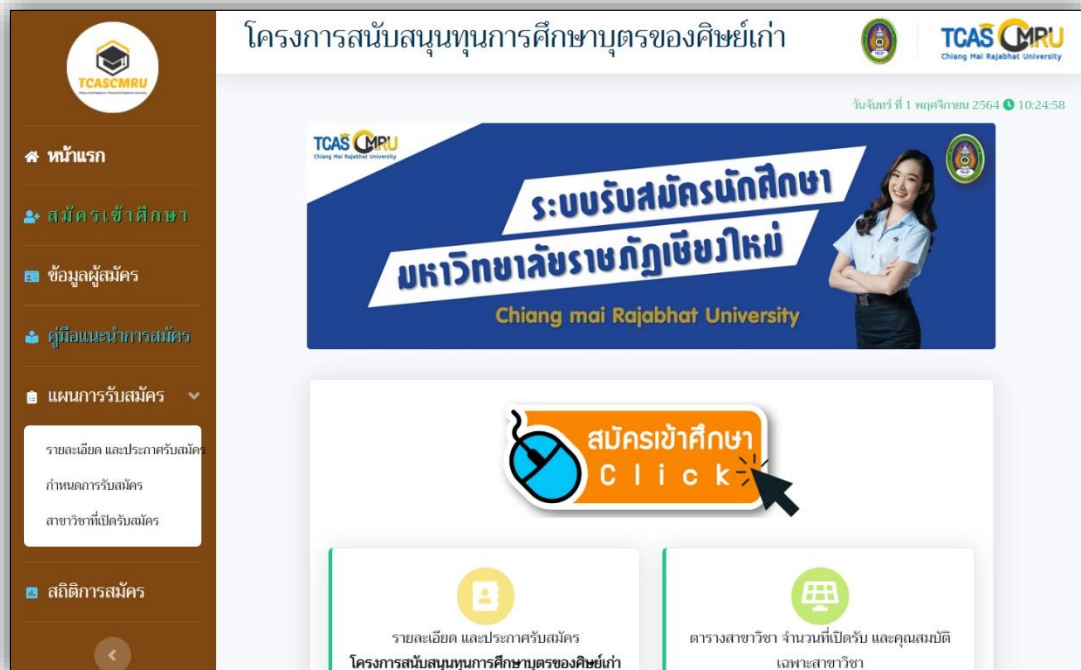 โครงการสนับสนุนทุนการศึกษาบุตรของศิษย์เก่า
TCAS CMRU
Chiang Mai Rajabhat University
TCASCMRU
วันจันทร์ ที่ 1 พฤศจิกายน 2564 10:24:58
หน้าแรก
สมัครเข้าศึกษา
ข้อมูลผู้สมัคร
คู่มือแนะนำการสมัคร
แผนการรับสมัคร
รายละเอียด และประกาศรับสมัคร
กำหนดการรับสมัคร
สาขาวิชาที่เปิดรับสมัคร
สถิติการสมัคร
TCAS CMRU
Chiang Mai Rajabhat University
ระบบรับสมัครนักศึกษา
มหาวิทยาลัยราชภัฏเชียงใหม่
Chiang mai Rajabhat University
สมัครเข้าศึกษา
Click
รายละเอียด และประกาศรับสมัคร
โครงการสนับสนุนทุนการศึกษาบุตรของศิษย์เก่า
ตารางสาขาวิชา จำนวนที่เปิดรับ และคุณสมบัติ
เฉพาะสาขาวิชา